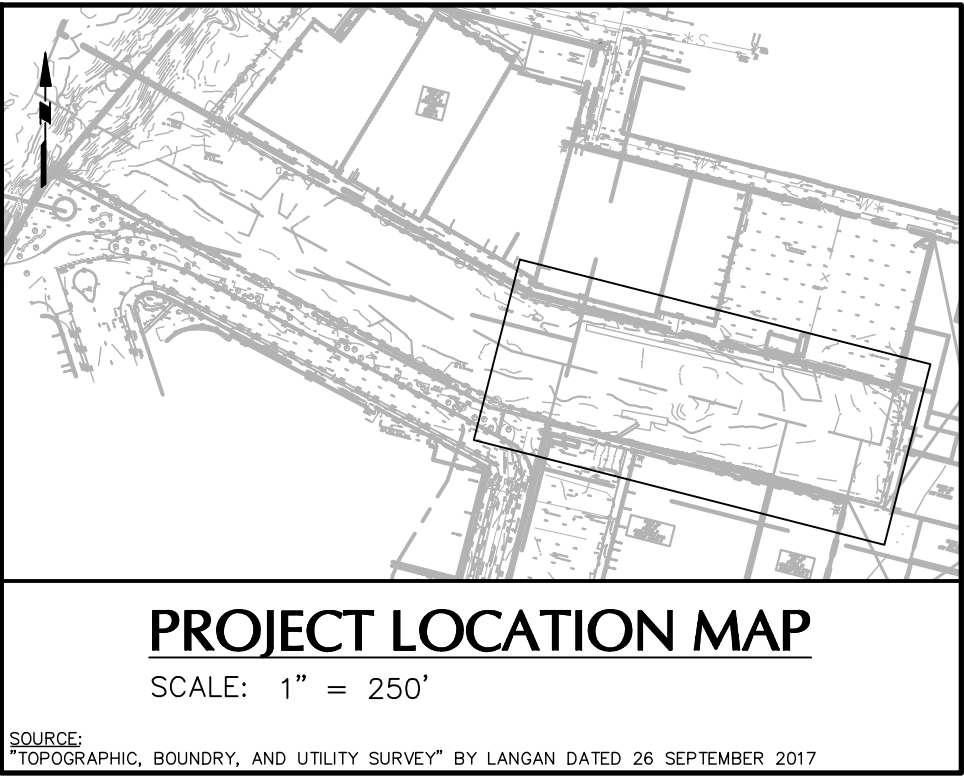 PROJECT LOCATION MAP
SCALE: 1" = 250'
SOURCE:
"TOPOGRAPHIC, BOUNDRY, AND UTILITY SURVEY" BY LANGAN DATED 26 SEPTEMBER 2017